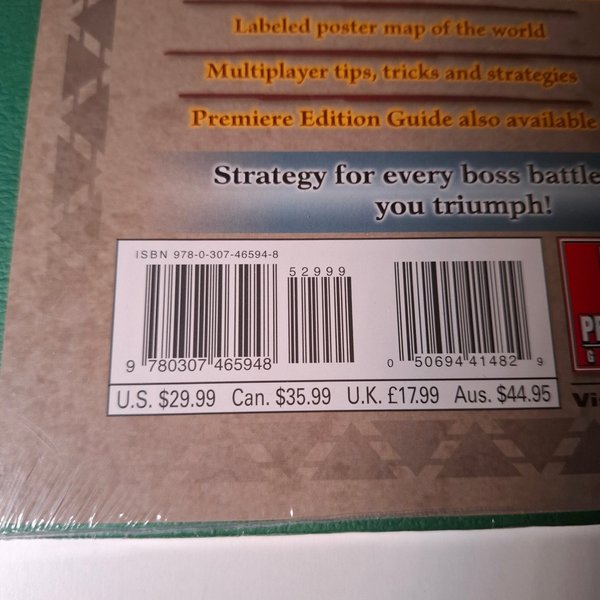 Labeled poster map of the world
Multiplayer tips, tricks and strategies
Premiere Edition Guide also available
Strategy for every boss battle
you triumph!
ISBN 978-0-307-46594-8
52999
9 780307 465948
0 50694 41482 9
U.S. $29.99 Can. $35.99 U.K. £17.99 Aus. $44.95